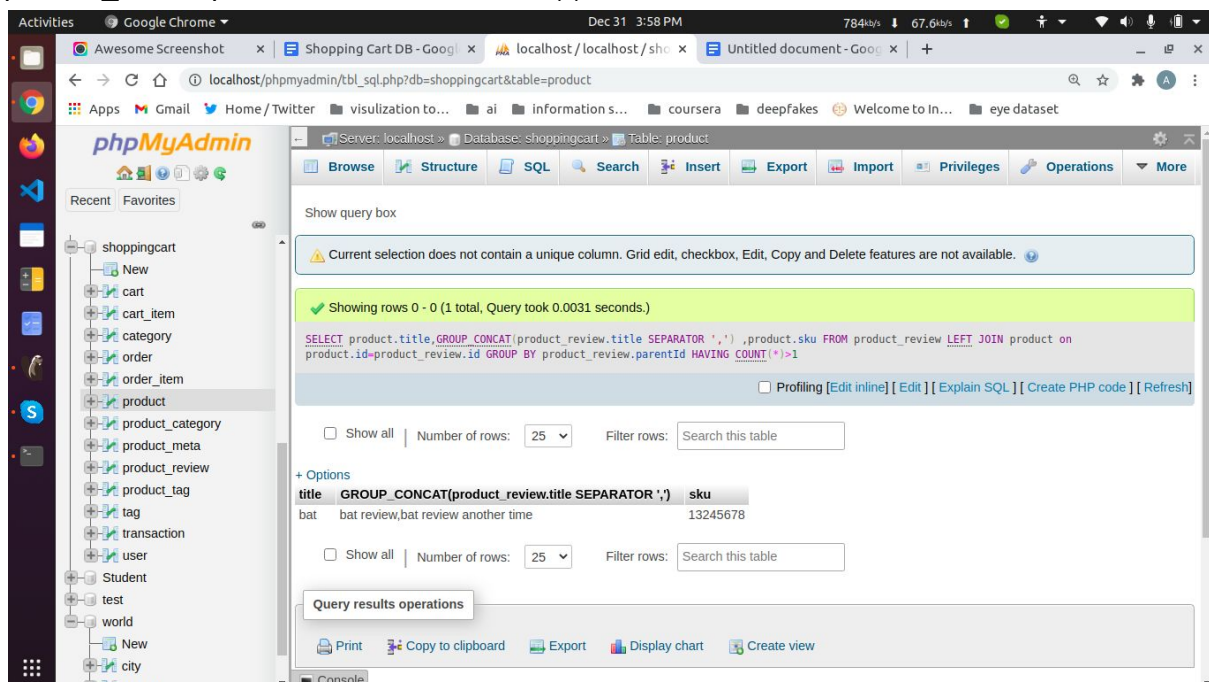 Activities
Google Chrome
Dec 31 3:58 PM
784kb/s ⬇ 67.6kb/s ⬆
Awesome Screenshot
Shopping Cart DB - Googl
localhost / localhost / sho
Untitled document - Goog
localhost/phpmyadmin/tbl_sql.php?db=shoppingcart&table=product
Apps
Gmail
Home / Twitter
visulization to...
ai
information s...
coursera
deepfakes
Welcome to In...
eye dataset
phpMyAdmin
Recent
Favorites
shoppingcart
New
cart
cart_item
category
order
order_item
product
product_category
product_meta
product_review
product_tag
tag
transaction
user
Student
test
world
New
city
Server: localhost » Database: shoppingcart » Table: product
Browse
Structure
SQL
Search
Insert
Export
Import
Privileges
Operations
More
Show query box
Current selection does not contain a unique column. Grid edit, checkbox, Edit, Copy and Delete features are not available.
Showing rows 0 - 0 (1 total, Query took 0.0031 seconds.)
SELECT product.title,GROUP_CONCAT(product_review.title SEPARATOR ',') ,product.sku FROM product_review LEFT JOIN product on
product.id=product_review.id GROUP BY product_review.parentId HAVING COUNT(*)>1
Profiling [Edit inline] [ Edit ] [ Explain SQL ] [ Create PHP code ] [ Refresh]
Show all | Number of rows: 25 Filter rows: Search this table
+ Options
title GROUP_CONCAT(product_review.title SEPARATOR ',') sku
bat bat review,bat review another time 13245678
Show all | Number of rows: 25 Filter rows: Search this table
Query results operations
Print
Copy to clipboard
Export
Display chart
Create view
Console